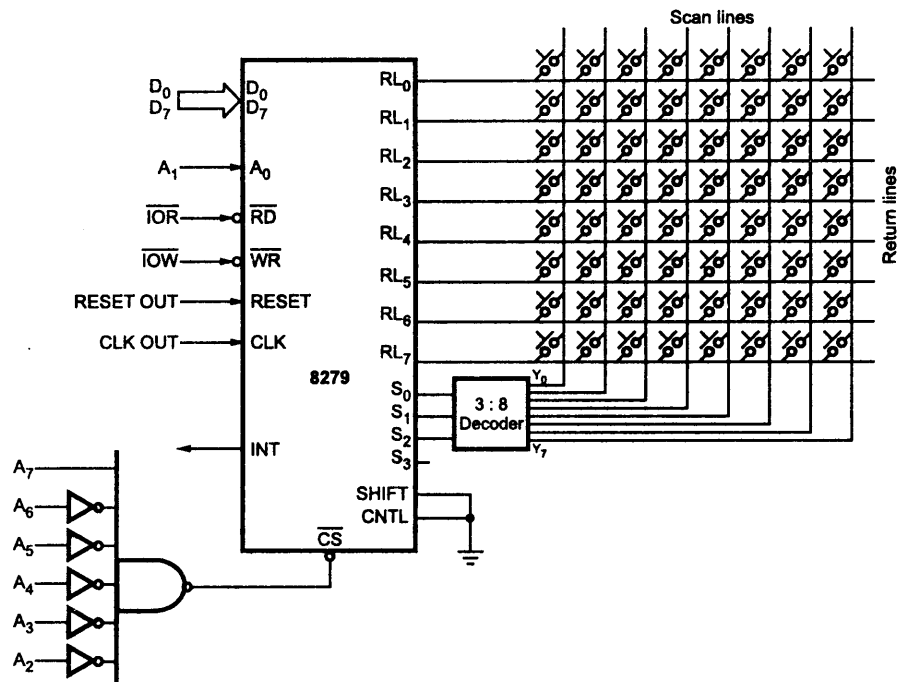 Scan lines
D₀
D₇
D₀
D₇
RL₀
RL₁
A₁
A₀
RL₂
IOR
RD
RL₃
Return lines
RL₄
IOW
WR
RL₅
RESET OUT
RESET
RL₆
CLK OUT
CLK
RL₇
8279
Y₀
S₀
3 : 8
Decoder
S₁
S₂
Y₇
INT
S₃
A₇
SHIFT
A₆
CNTL
A₅
CS
A₄
A₃
A₂